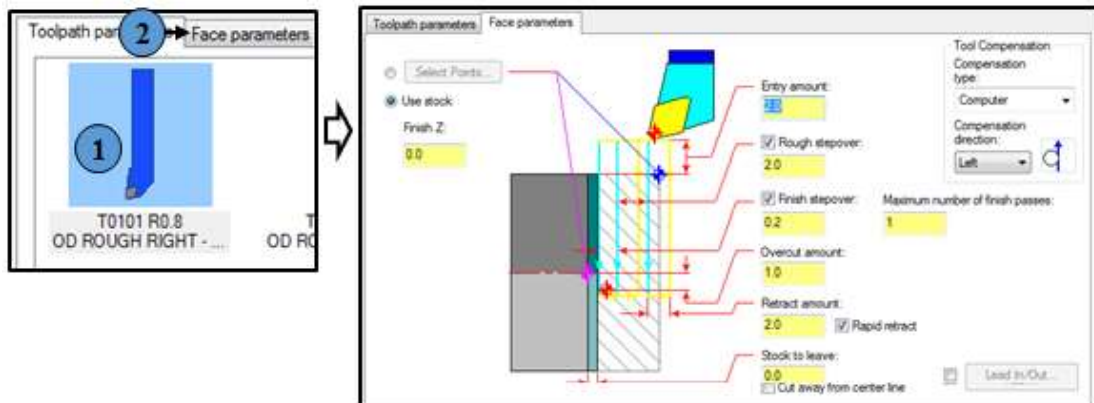 Toolpath par
2
Face parameters
1
T0101 R0.8
OD ROUGH RIGHT - ...
T
OD RO
Toolpath parameters
Face parameters
Select Points...
Use stock
Finish Z:
0.0
Entry amount:
2.0
Rough stepover:
2.0
Finish stepover:
0.2
Maximum number of finish passes:
1
Overcut amount:
1.0
Retract amount:
2.0
Rapid retract
Stock to leave:
0.0
Cut away from center line
Tool Compensation
Compensation
type:
Computer
Compensation
direction:
Left
Lead In/Out...